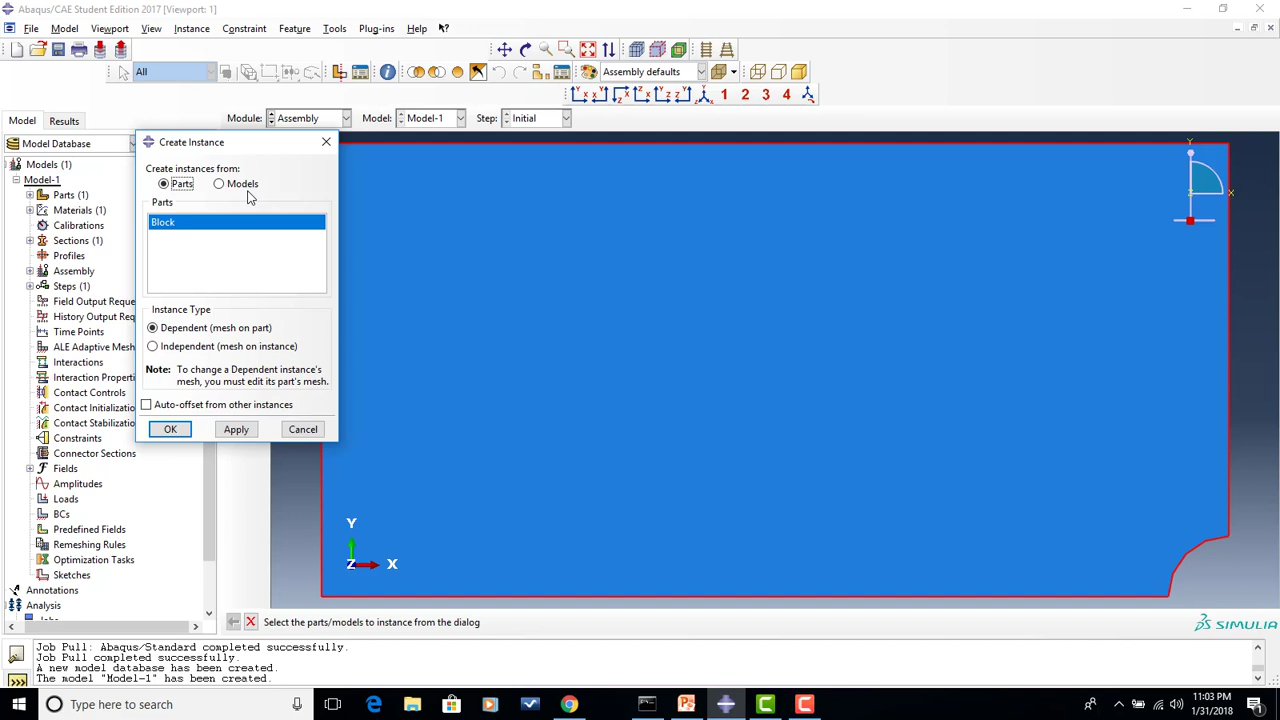 Abaqus/CAE Student Edition 2017 [Viewport: 1]
File Model Viewport View Instance Constraint Feature Tools Plug-ins Help
All Assembly defaults
1 2 3 4
Model Results Module: Assembly Model: Model-1 Step: Initial
Model Database
Models (1)
Model-1
Parts (1)
Materials (1)
Calibrations
Sections (1)
Profiles
Assembly
Steps (1)
Field Output Reque
History Output Req
Time Points
ALE Adaptive Mesh
Interactions
Interaction Properti
Contact Controls
Contact Initializatio
Contact Stabilizatio
Constraints
Connector Sections
Fields
Amplitudes
Loads
BCs
Predefined Fields
Remeshing Rules
Optimization Tasks
Sketches
Annotations
Analysis
Create Instance
Create instances from:
Parts Models
Parts
Block
Instance Type
Dependent (mesh on part)
Independent (mesh on instance)
Note: To change a Dependent instance's
mesh, you must edit its part's mesh.
Auto-offset from other instances
OK Apply Cancel
Y
X
Z
Y
Z X
Select the parts/models to instance from the dialog
SIMULIA
Job Pull: Abaqus/Standard completed successfully.
Job Pull completed successfully.
A new model database has been created.
The model "Model-1" has been created.
Type here to search
11:03 PM
1/31/2018